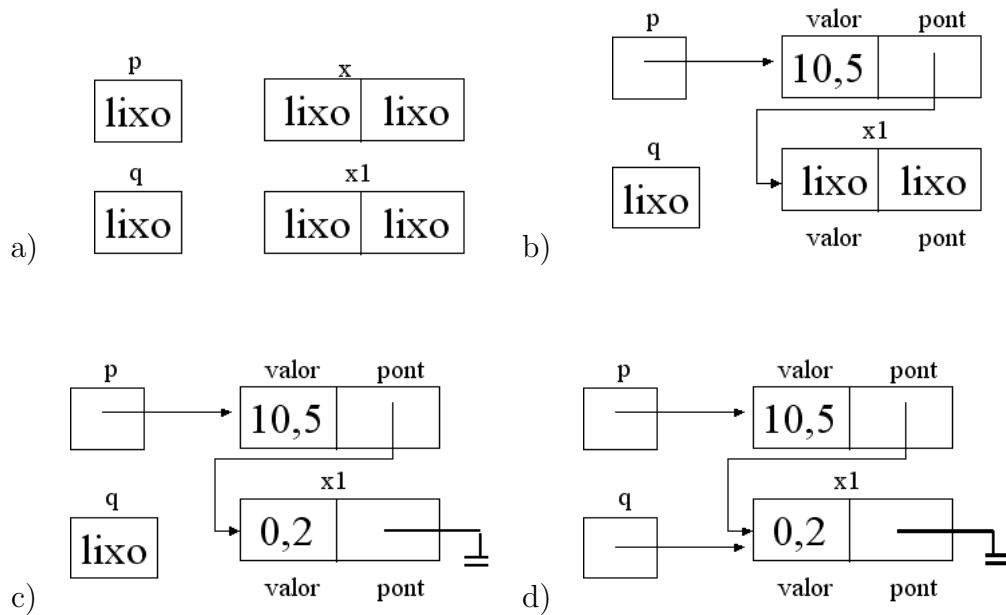 p x
lixo lixo lixo
q x1
lixo lixo lixo
a)
p valor pont
10,5
x1
q
lixo lixo lixo
valor pont
b)
p valor pont
10,5
x1
q
lixo 0,2
valor pont
c)
p valor pont
10,5
x1
q
0,2
valor pont
d)